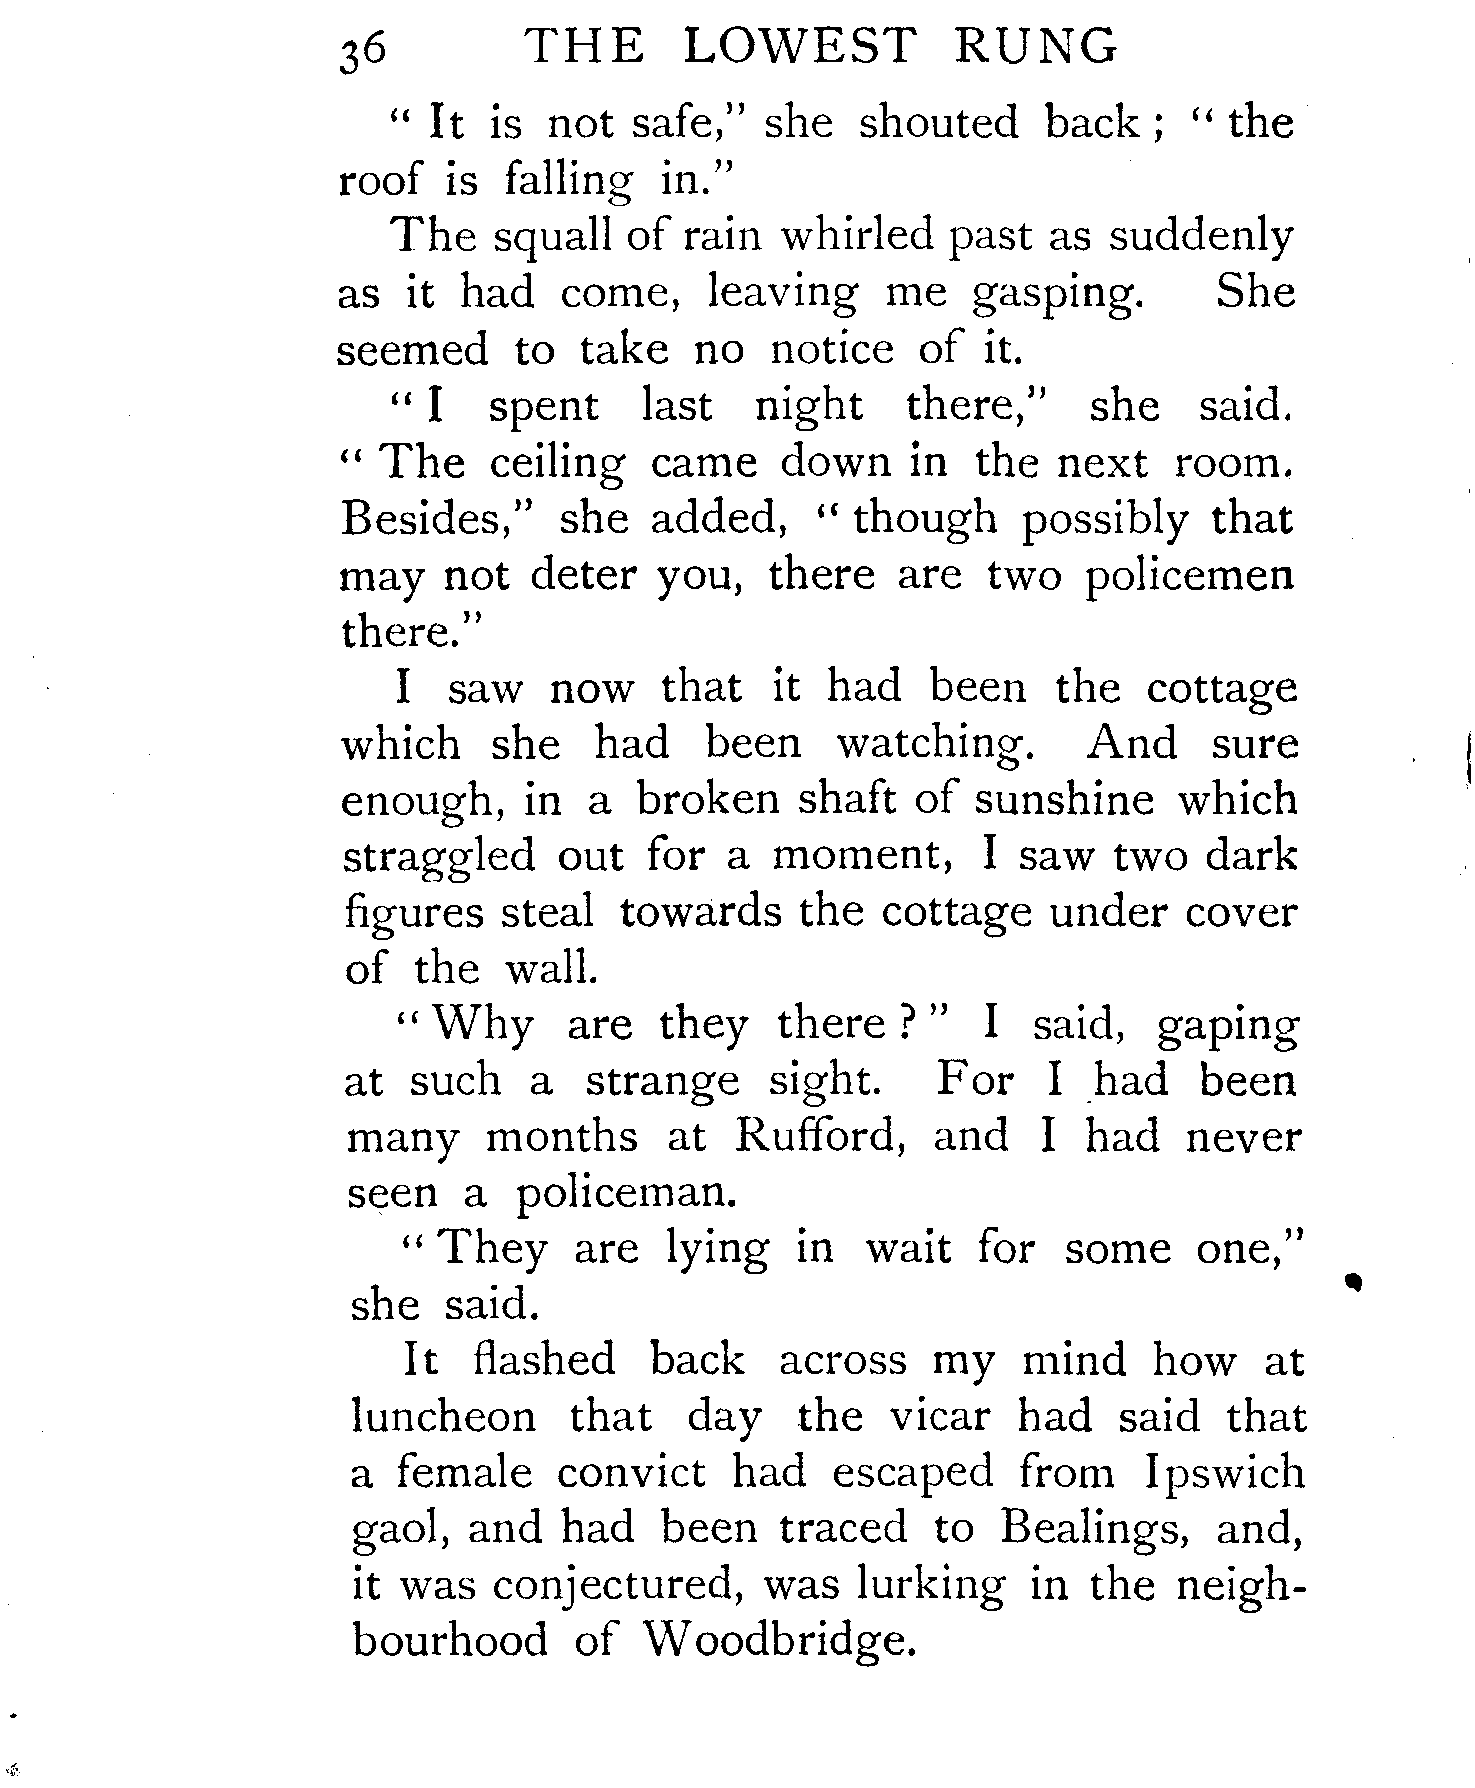 36 THE LOWEST RUNG
“ It is not safe,” she shouted back ; “ the
roof is falling in.”
The squall of rain whirled past as suddenly
as it had come, leaving me gasping. She
seemed to take no notice of it.
“ I spent last night there,” she said.
“ The ceiling came down in the next room.
Besides,” she added, “ though possibly that
may not deter you, there are two policemen
there.”
I saw now that it had been the cottage
which she had been watching. And sure
enough, in a broken shaft of sunshine which
straggled out for a moment, I saw two dark
figures steal towards the cottage under cover
of the wall.
“ Why are they there ? ” I said, gaping
at such a strange sight. For I had been
many months at Rufford, and I had never
seen a policeman.
“ They are lying in wait for some one,”
she said.
It flashed back across my mind how at
luncheon that day the vicar had said that
a female convict had escaped from Ipswich
gaol, and had been traced to Bealings, and,
it was conjectured, was lurking in the neigh-
bourhood of Woodbridge.